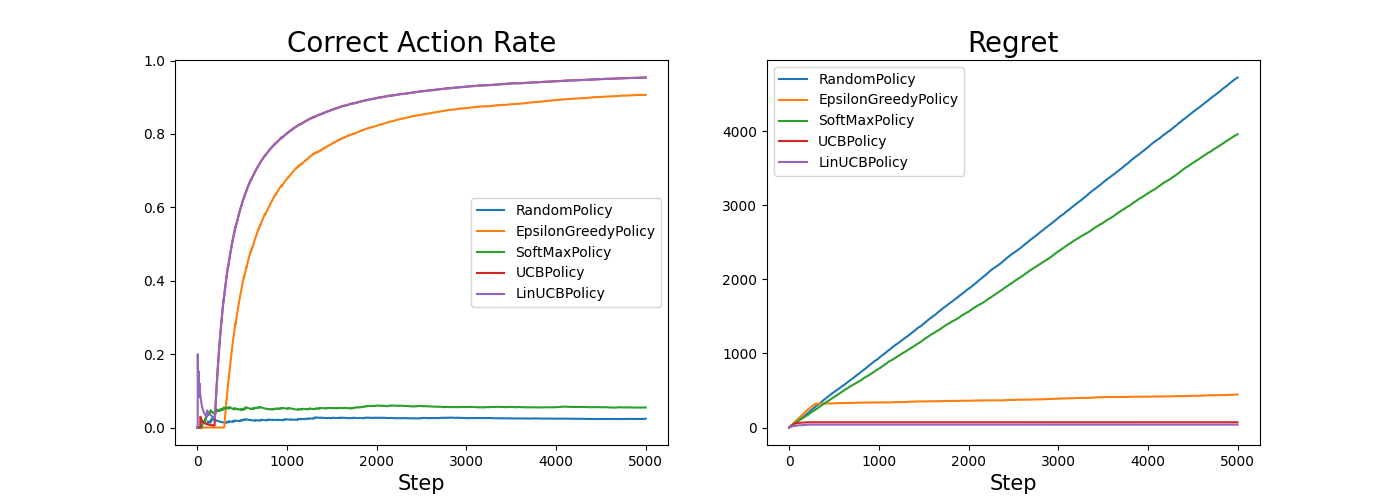 Correct Action Rate
1.0
0.8
0.6
0.4
0.2
0.0
RandomPolicy
EpsilonGreedyPolicy
SoftMaxPolicy
UCBPolicy
LinUCBPolicy
0 1000 2000 3000 4000 5000
Step
Regret
RandomPolicy
EpsilonGreedyPolicy
SoftMaxPolicy
UCBPolicy
LinUCBPolicy
4000
3000
2000
1000
0
0 1000 2000 3000 4000 5000
Step